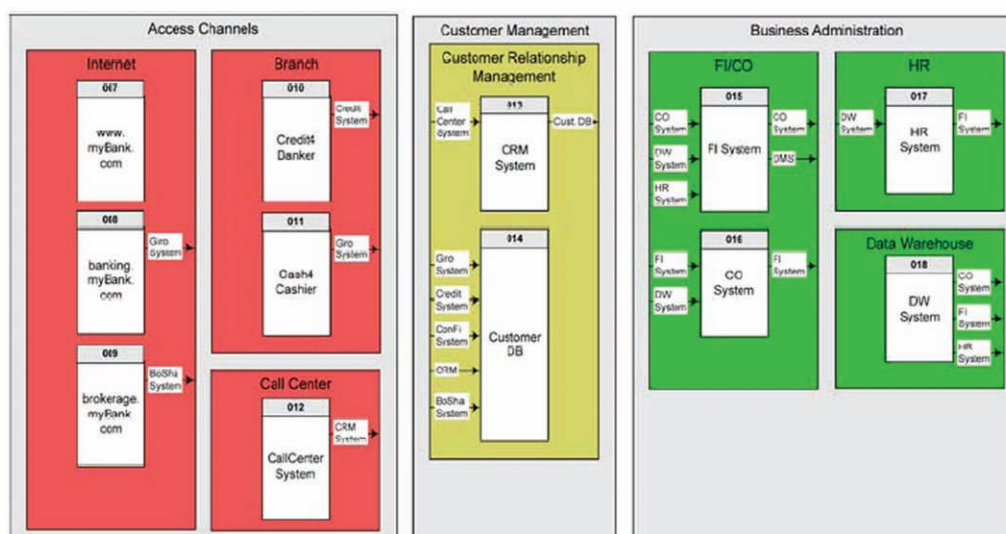 Access Channels
Internet
007
www.
myBank.
com
008
banking.
myBank.
com
Giro
System
009
brokerage.
myBank
com
BoSha
System
Branch
010
Credit4
Banker
Credit
System
011
Cash4
Cashier
Giro
System
Call Center
012
CallCenter
System
CRM
System
Customer Management
Customer Relationship
Management
Call
Center
System
013
CRM
System
Cust. DB
014
Customer
DB
Giro
System
Credit
System
ConFi
System
CRM
BoSha
System
Business Administration
FI/CO
015
FI System
CO
System
DW
System
HR
System
CO
System
DMS
016
CO
System
FI
System
DW
System
FI
System
HR
017
HR
System
DW
System
FI
System
Data Warehouse
018
DW
System
CO
System
FI
System
HR
System